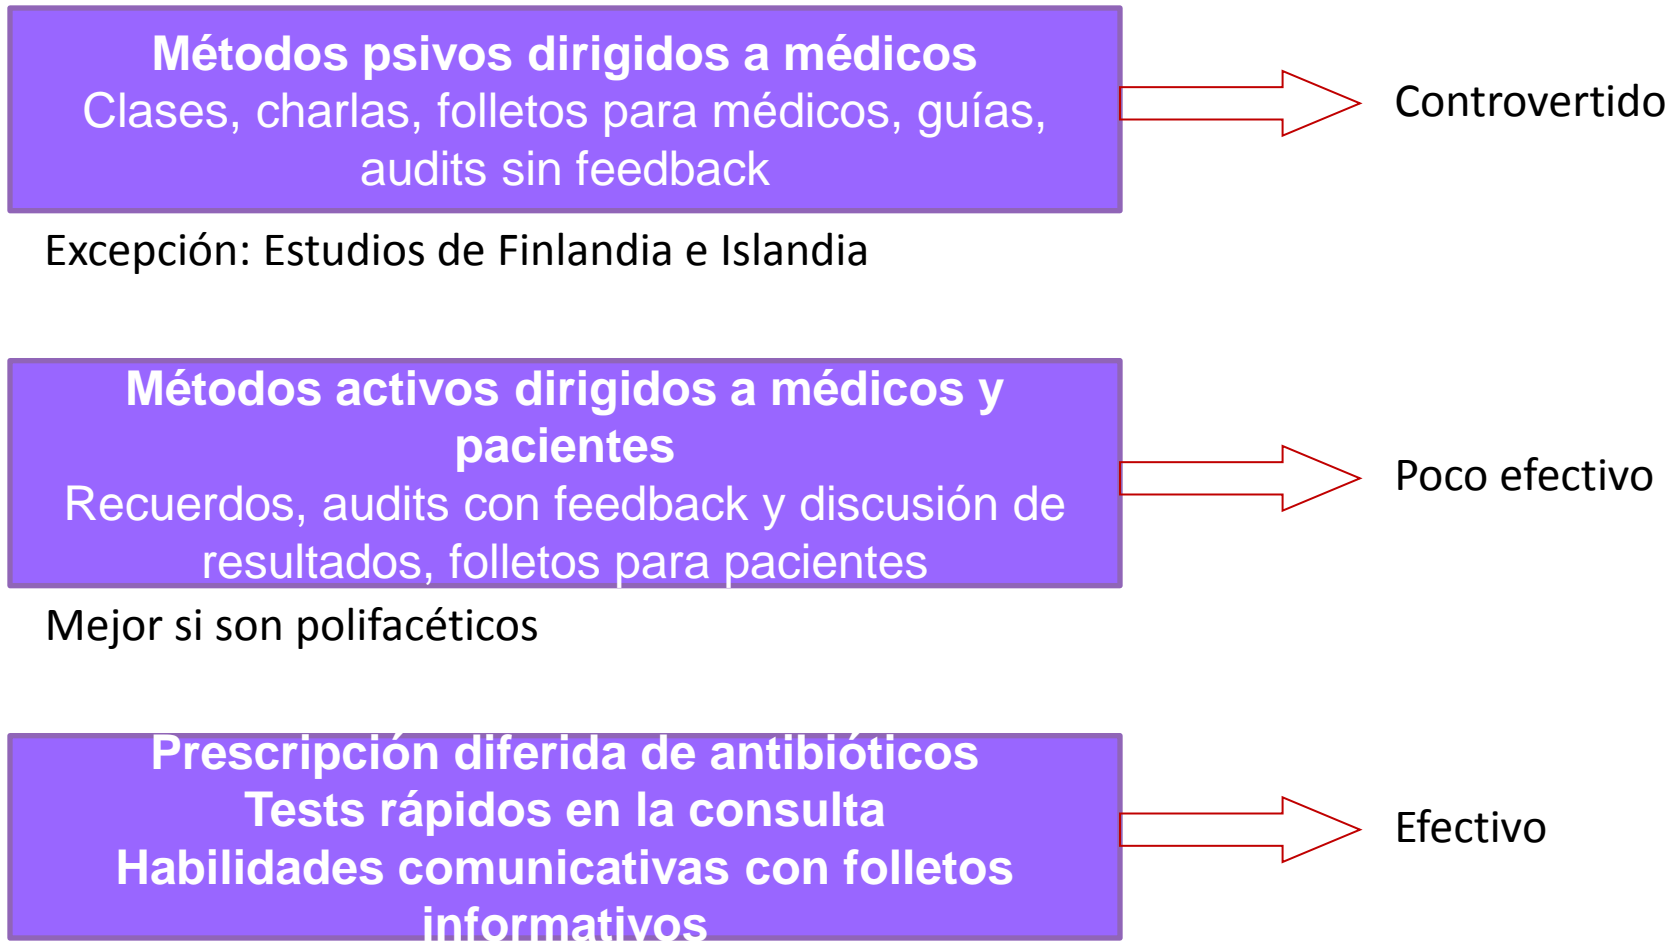 Métodos psivos dirigidos a médicos
Clases, charlas, folletos para médicos, guías,
audits sin feedback
Controvertido
Excepción: Estudios de Finlandia e Islandia
Métodos activos dirigidos a médicos y
pacientes
Recuerdos, audits con feedback y discusión de
resultados, folletos para pacientes
Poco efectivo
Mejor si son polifacéticos
Prescripción diferida de antibióticos
Tests rápidos en la consulta
Habilidades comunicativas con folletos
informativos
Efectivo